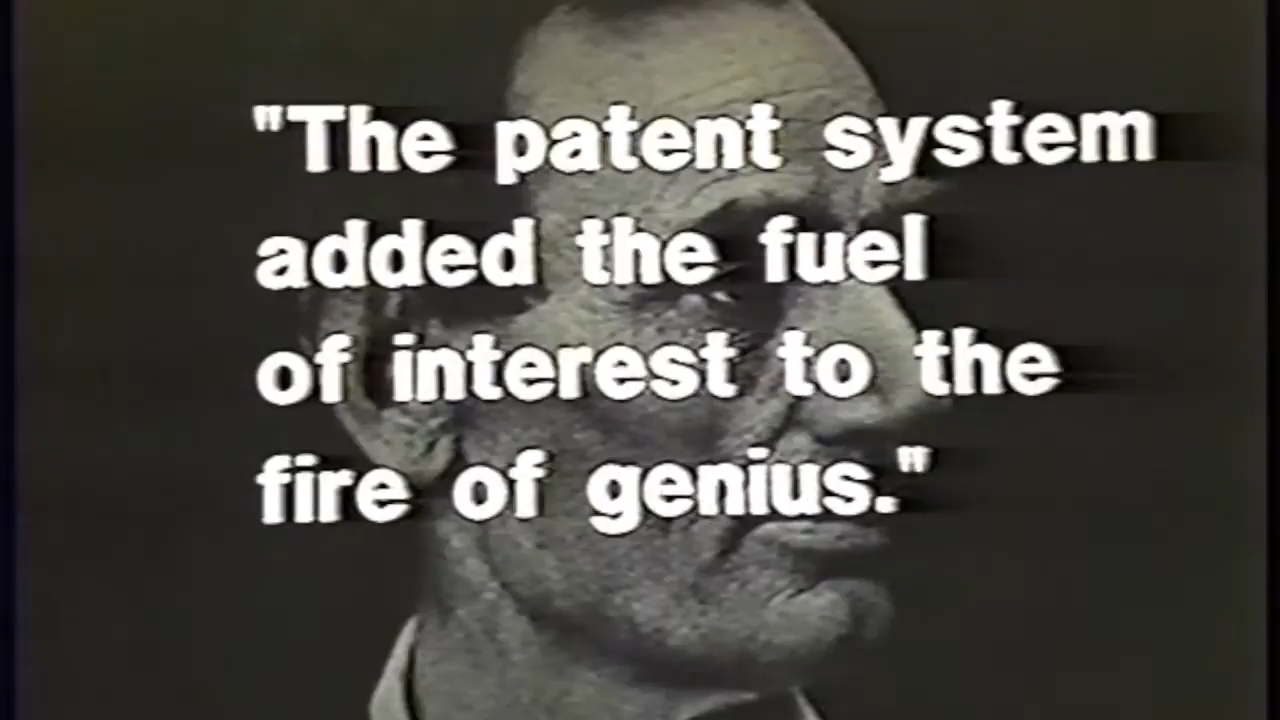 "The patent system
added the fuel
of interest to the
fire of genius."